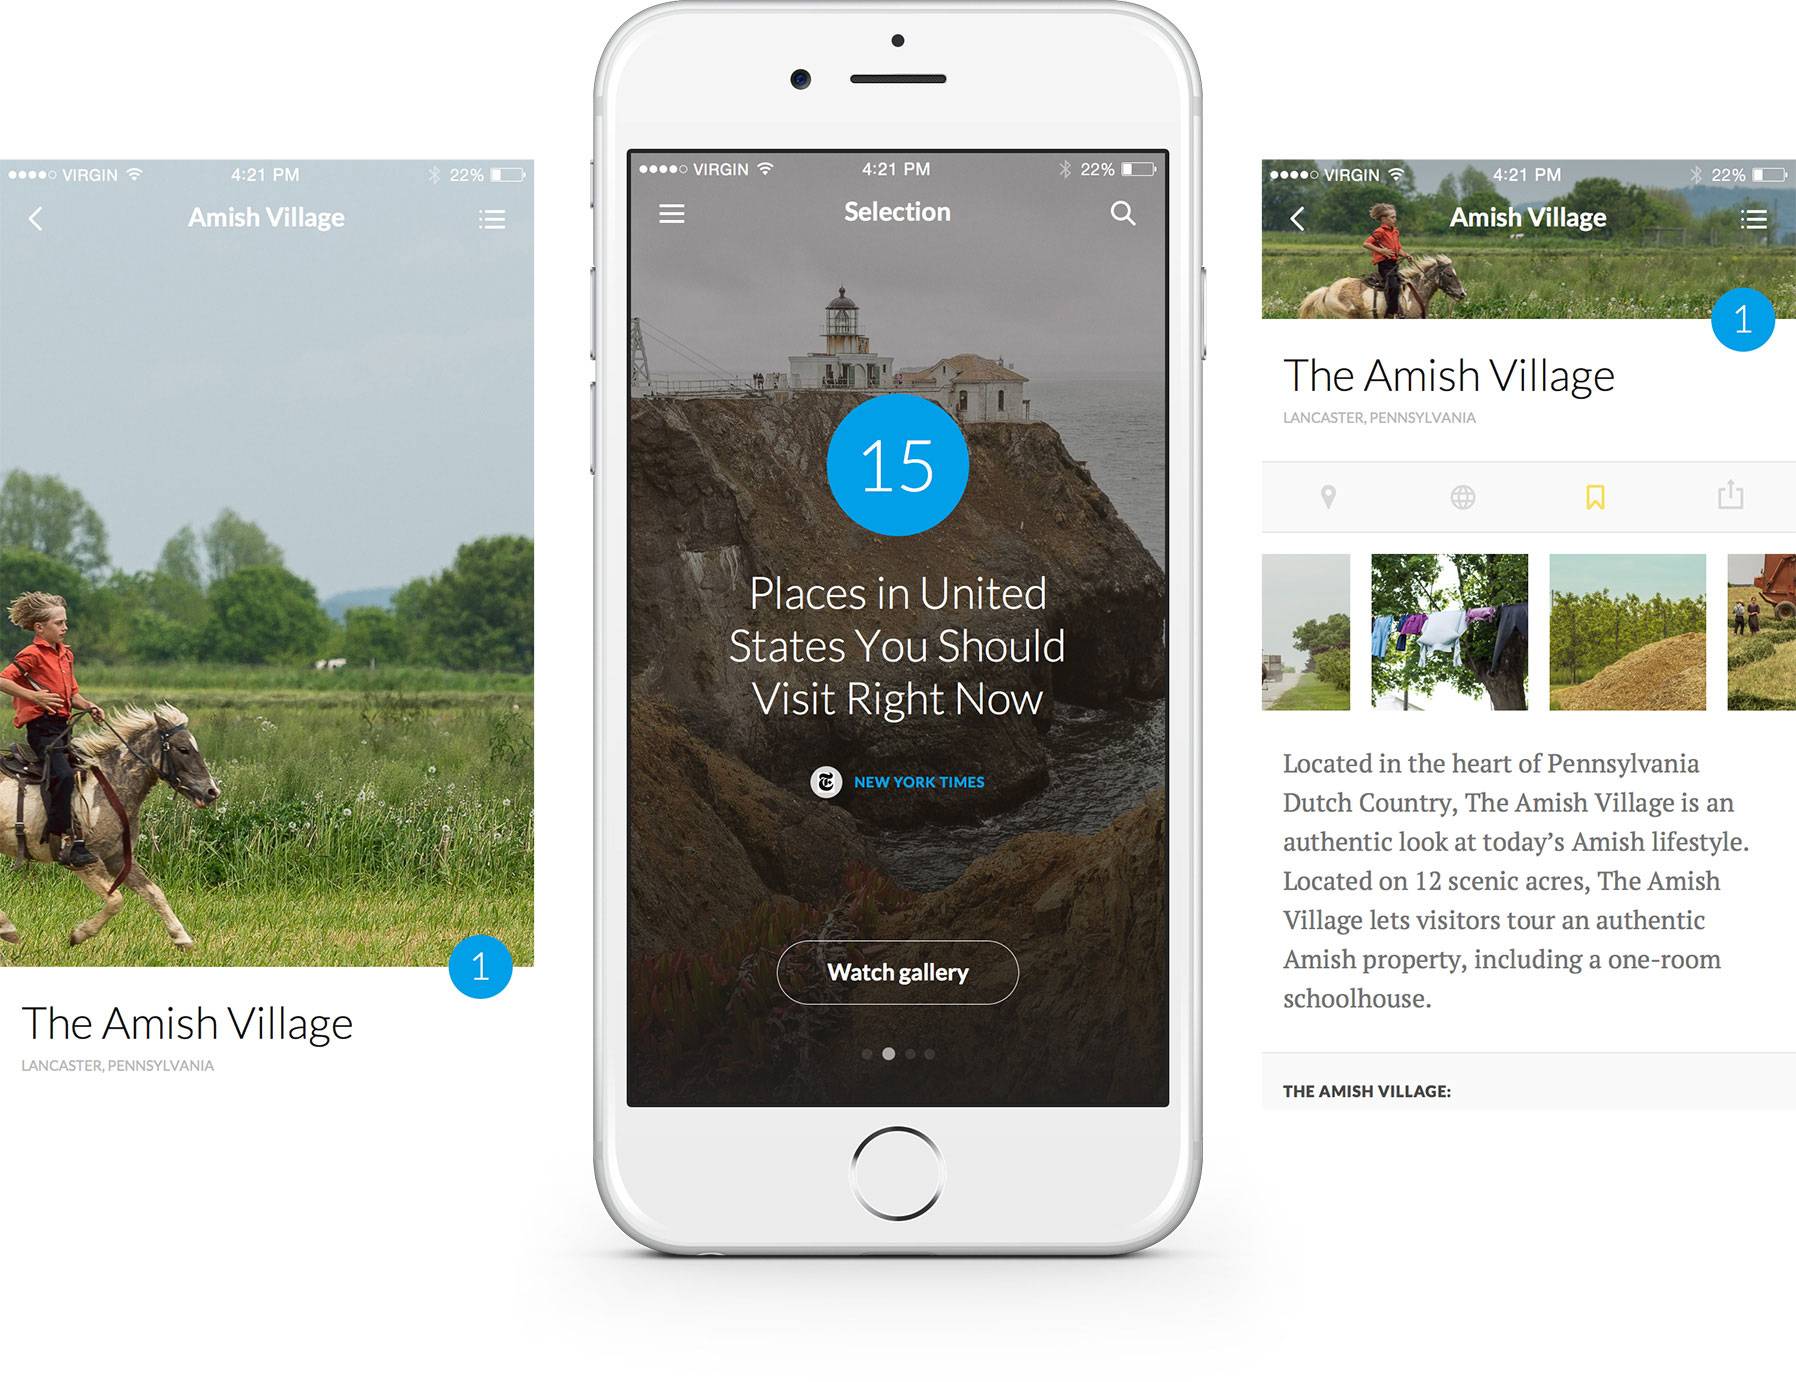 VIRGIN
4:21 PM
22%
Amish Village
1
The Amish Village
LANCASTER, PENNSYLVANIA
VIRGIN
4:21 PM
22%
Selection
15
Places in United
States You Should
Visit Right Now
T
NEW YORK TIMES
Watch gallery
VIRGIN
4:21 PM
22%
Amish Village
1
The Amish Village
LANCASTER, PENNSYLVANIA
Located in the heart of Pennsylvania
Dutch Country, The Amish Village is an
authentic look at today’s Amish lifestyle.
Located on 12 scenic acres, The Amish
Village lets visitors tour an authentic
Amish property, including a one-room
schoolhouse.
THE AMISH VILLAGE: